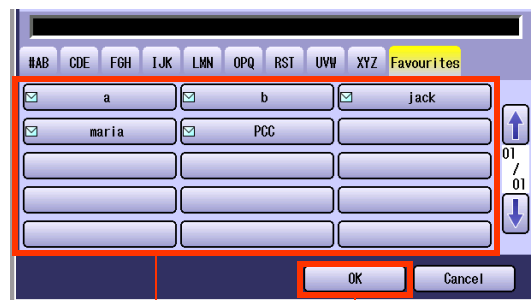 #AB CDE FGH IJK LMN OPQ RST UVW XYZ Favourites
a b jack
maria PCC
01
/
01
OK Cancel